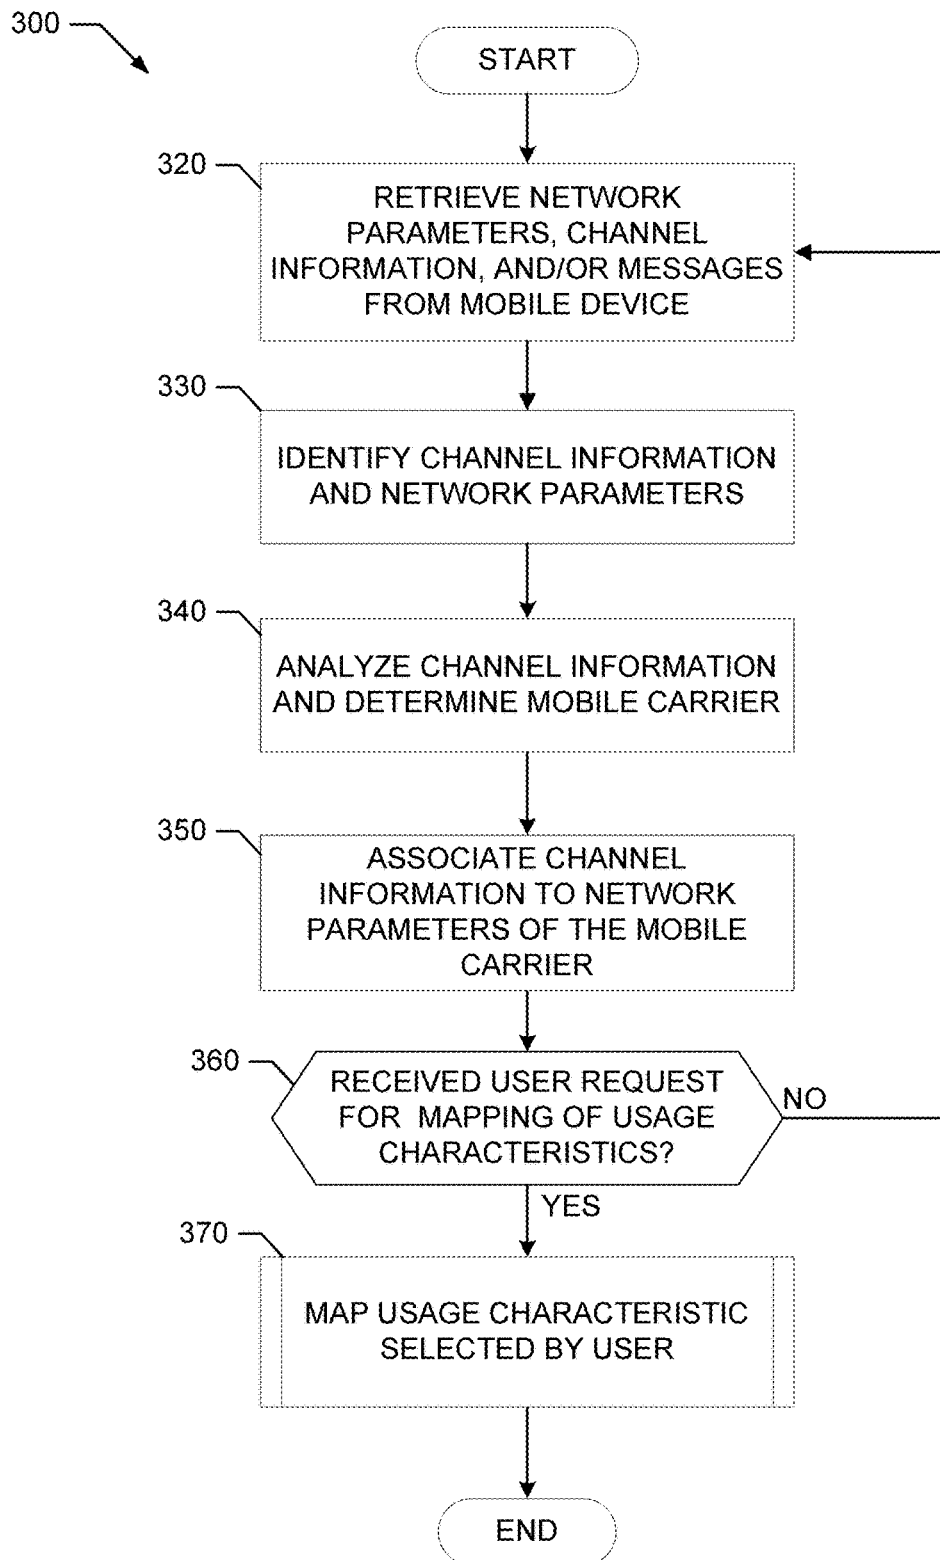 300
START
320
RETRIEVE NETWORK
PARAMETERS, CHANNEL
INFORMATION, AND/OR MESSAGES
FROM MOBILE DEVICE
330
IDENTIFY CHANNEL INFORMATION
AND NETWORK PARAMETERS
340
ANALYZE CHANNEL INFORMATION
AND DETERMINE MOBILE CARRIER
350
ASSOCIATE CHANNEL
INFORMATION TO NETWORK
PARAMETERS OF THE MOBILE
CARRIER
360
RECEIVED USER REQUEST
FOR MAPPING OF USAGE
CHARACTERISTICS?
NO
YES
370
MAP USAGE CHARACTERISTIC
SELECTED BY USER
END